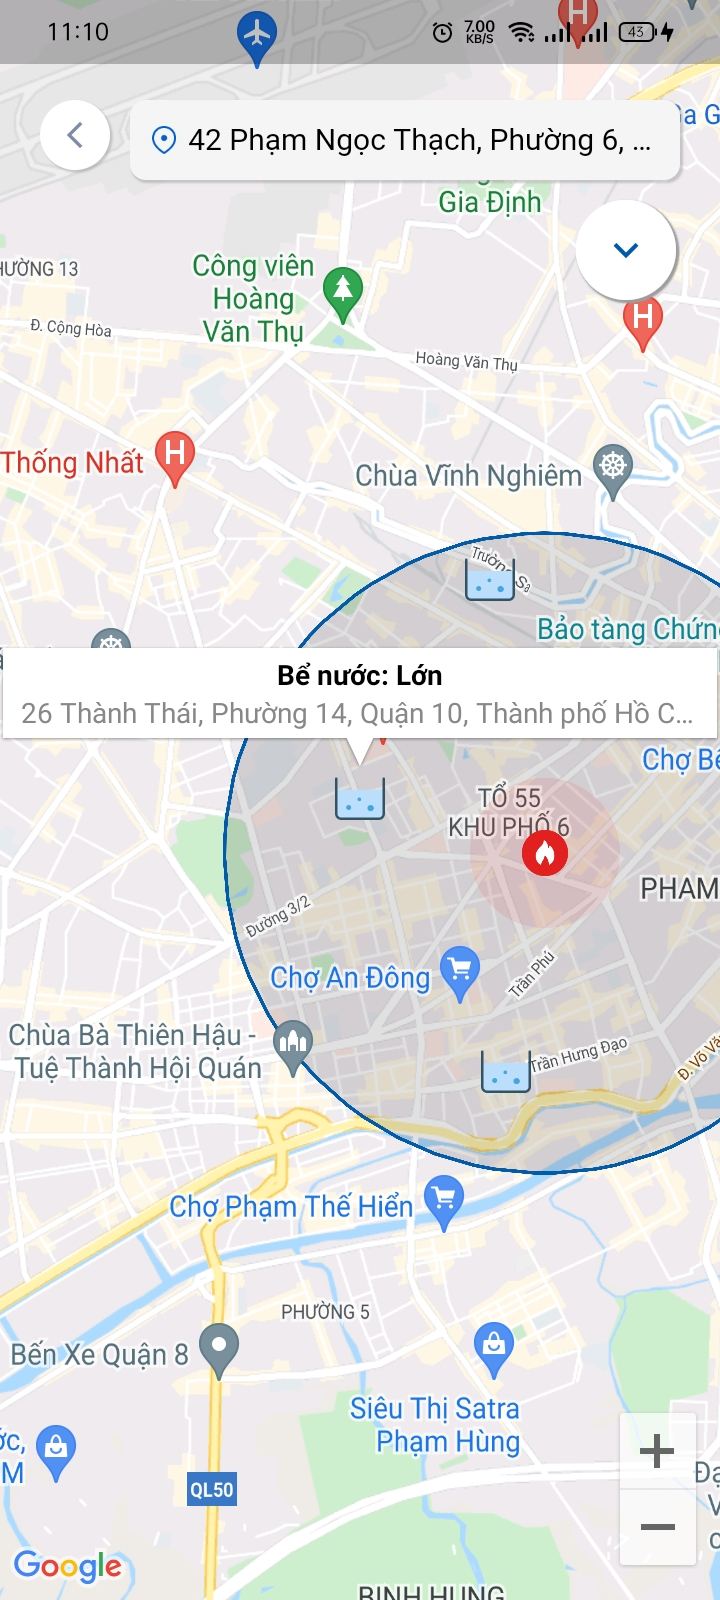 11:10
7.00
KB/S
43
H
42 Phạm Ngọc Thạch, Phường 6, ...
Gia Định
Công viên
Hoàng
Văn Thụ
Đ. Cộng Hòa
Hoàng Văn Thụ
H
Thống Nhất
H
Chùa Vĩnh Nghiêm
Trường Sa
Bảo tàng Chứn
Bể nước: Lớn
26 Thành Thái, Phường 14, Quận 10, Thành phố Hồ C...
Chợ Bế
TỔ 55
KHU PHỐ 6
PHAM
Đường 3/2
Chợ An Đông
Trần Phú
Chùa Bà Thiên Hậu -
Tuệ Thành Hội Quán
Trần Hưng Đạo
Đ. Võ Vă
Chợ Phạm Thế Hiển
PHƯỜNG 5
Bến Xe Quận 8
Siêu Thị Satra
Phạm Hùng
QL50
Google
BINH HUNG